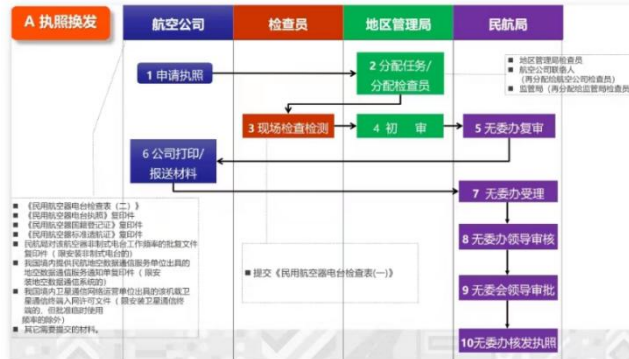 A 执照换发
航空公司
检查员
地区管理局
民航局
1 申请执照
2 分配任务/
分配检查员
■ 地区管理局检查员
■ 航空公司联系人
（再分配给航空公司检查员）
■ 监管局（再分配给监管局检查员）
3 现场检查检测
4 初 审
5 无委办复审
6 公司打印/
报送材料
7 无委办受理
■ 《民用航空器电台检查表（二）》
■ 《民用航空器电台执照》复印件
■ 《民用航空器国籍登记证》复印件
■ 《民用航空器标准适航证》复印件
■ 民航局对该航空器非制式电台工作频率的批复文件
复印件（ 限安装非制式电台的）
■ 我国境内提供民航地空数据通信服务单位出具的
地空数据通信服务通知单复印件（ 限安
装地空数据通信系统的）
■ 我国境内卫星通信网络运营单位出具的该机载卫
星通信终端入网许可文件（ 限安装卫星通信终
端的、但批准临时使用
频率的除外）
■ 其它需要提交的材料。
8 无委办领导审核
■ 提交《民用航空器电台检查表(一)》
9 无委会领导审批
10无委办核发执照